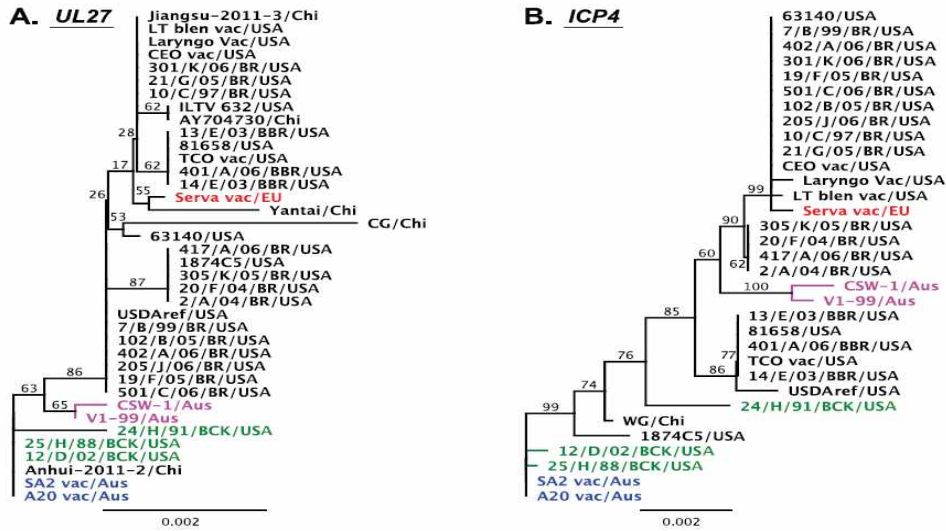 A. UL27
Jiangsu-2011-3/Chi
LT blen vac/USA
Laryngo Vac/USA
CEO vac/USA
301/K/06/BR/USA
21/G/05/BR/USA
10/C/97/BR/USA
62
ILTV 632/USA
AY704730/Chi
28
13/E/03/BBR/USA
81658/USA
TCO vac/USA
17
62
401/A/06/BBR/USA
14/E/03/BBR/USA
26
55
Serva vac/EU
Yantai/Chi
53
CG/Chi
63140/USA
417/A/06/BR/USA
1874C5/USA
305/K/05/BR/USA
87
20/F/04/BR/USA
2/A/04/BR/USA
USDAref/USA
7/B/99/BR/USA
102/B/05/BR/USA
402/A/06/BR/USA
205/J/06/BR/USA
86
19/F/05/BR/USA
63
501/C/06/BR/USA
65
CSW-1/Aus
V1-99/Aus
24/H/91/BCK/USA
25/H/88/BCK/USA
12/D/02/BCK/USA
Anhui-2011-2/Chi
SA2 vac/Aus
A20 vac/Aus
0.002
B. ICP4
63140/USA
7/B/99/BR/USA
402/A/06/BR/USA
301/K/06/BR/USA
19/F/05/BR/USA
501/C/06/BR/USA
102/B/05/BR/USA
205/J/06/BR/USA
10/C/97/BR/USA
21/G/05/BR/USA
CEO vac/USA
Laryngo Vac/USA
99
LT blen vac/USA
Serva vac/EU
90
305/K/05/BR/USA
20/F/04/BR/USA
60
417/A/06/BR/USA
62
2/A/04/BR/USA
100
CSW-1/Aus
V1-99/Aus
85
13/E/03/BBR/USA
81658/USA
401/A/06/BBR/USA
76
77
TCO vac/USA
86
14/E/03/BBR/USA
USDAref/USA
74
24/H/91/BCK/USA
99
WG/Chi
1874C5/USA
12/D/02/BCK/USA
25/H/88/BCK/USA
SA2 vac/Aus
A20 vac/Aus
0.002